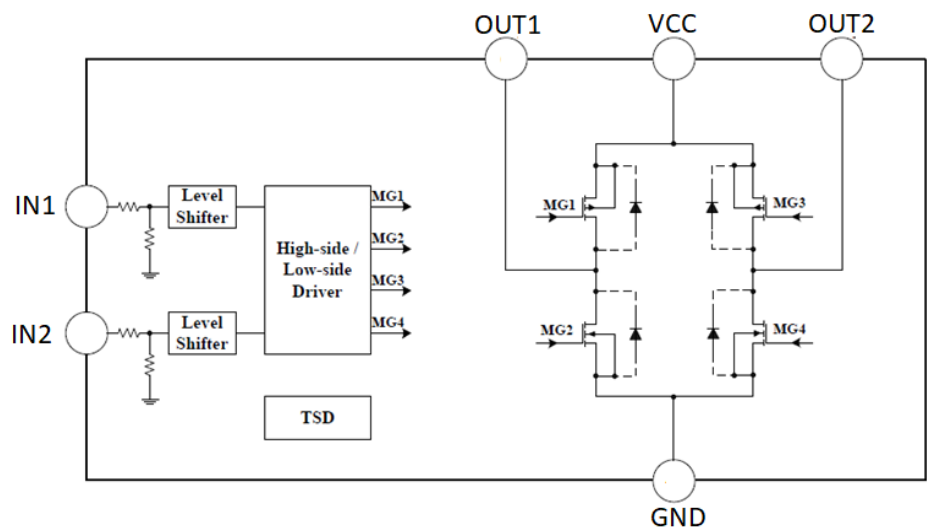 OUT1
VCC
OUT2
IN1
Level
Shifter
MG1
MG2
MG3
MG4
High-side /
Low-side
Driver
IN2
Level
Shifter
TSD
MG1
MG3
MG2
MG4
GND